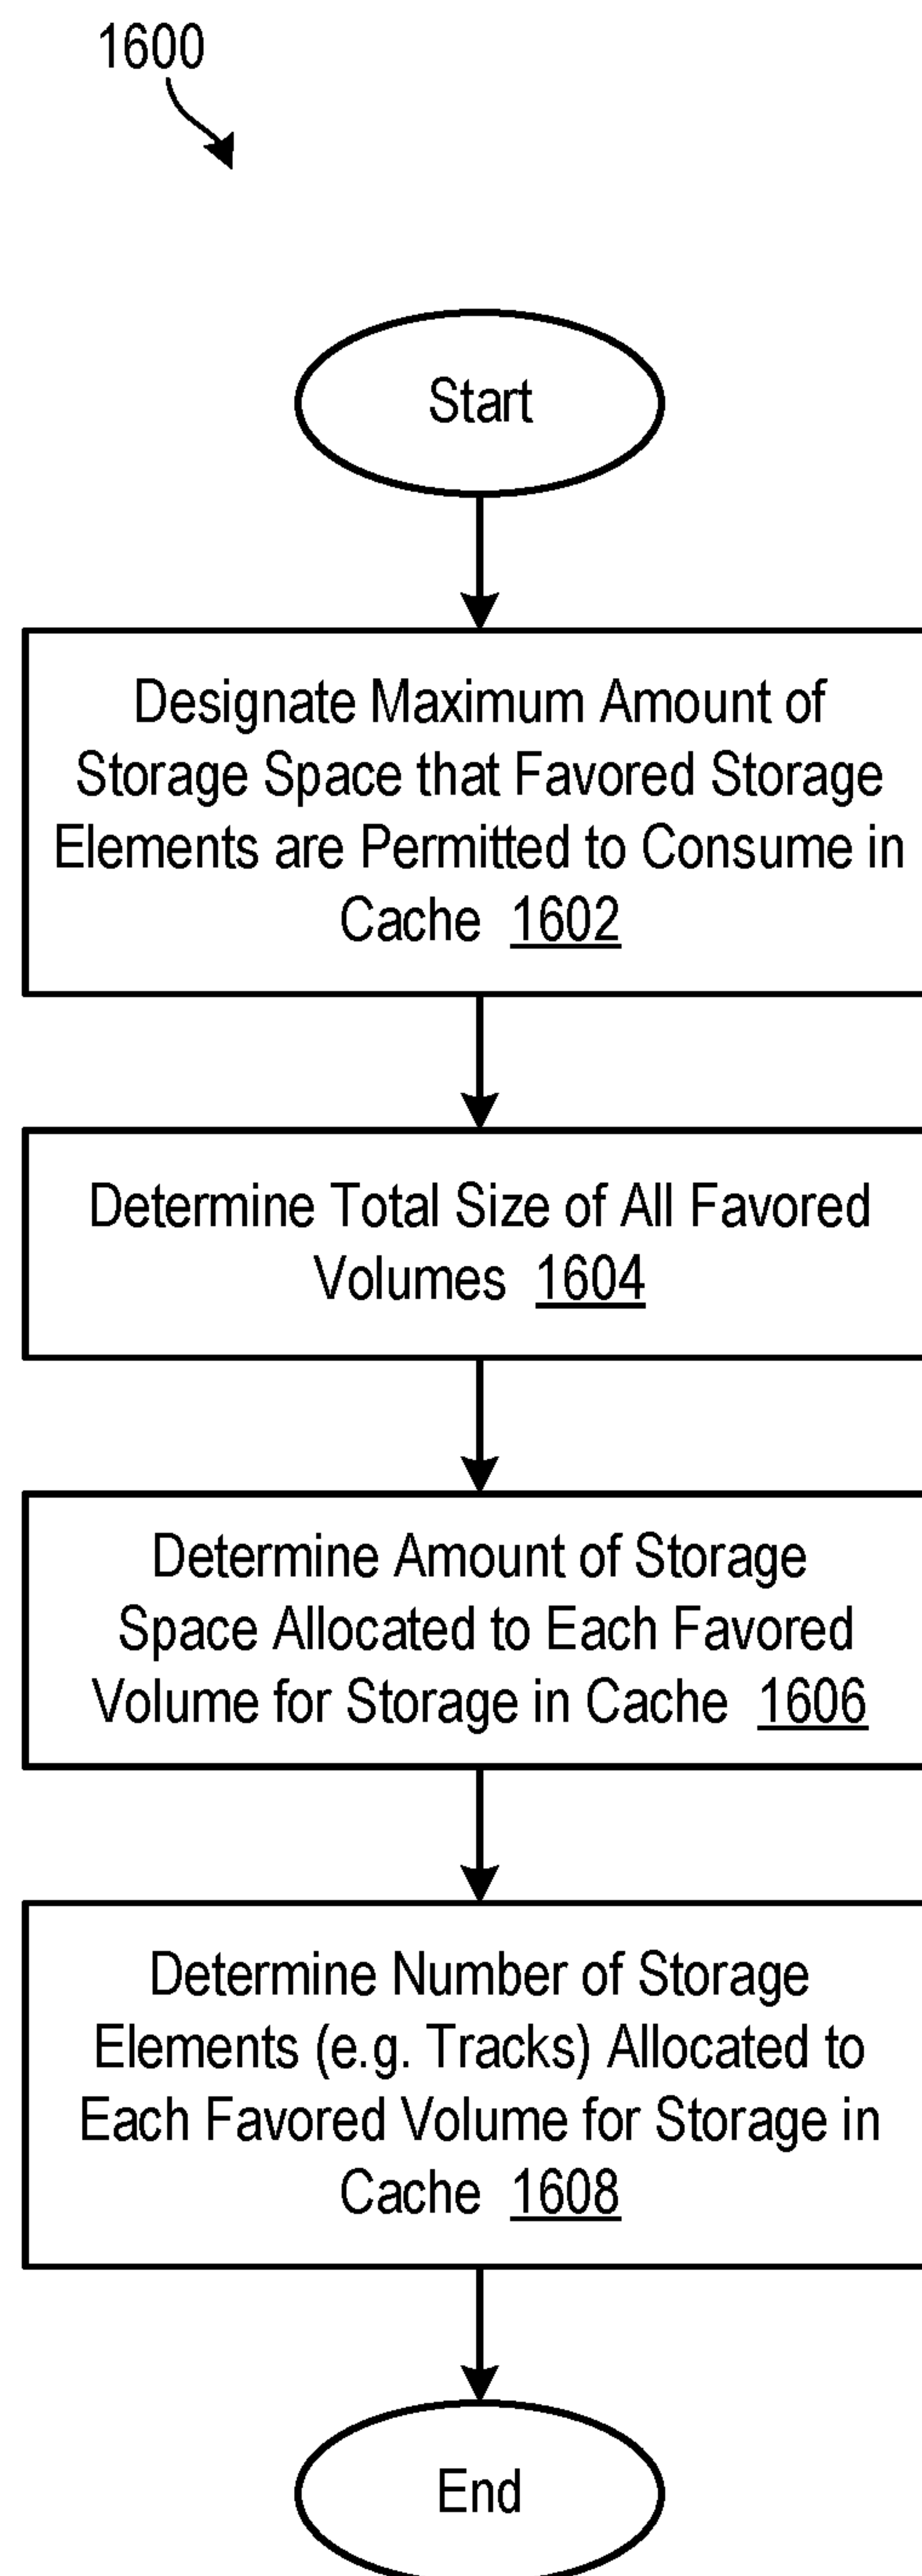 1600
Start
Designate Maximum Amount of
Storage Space that Favored Storage
Elements are Permitted to Consume in
Cache 1602
Determine Total Size of All Favored
Volumes 1604
Determine Amount of Storage
Space Allocated to Each Favored
Volume for Storage in Cache 1606
Determine Number of Storage
Elements (e.g. Tracks) Allocated to
Each Favored Volume for Storage in
Cache 1608
End